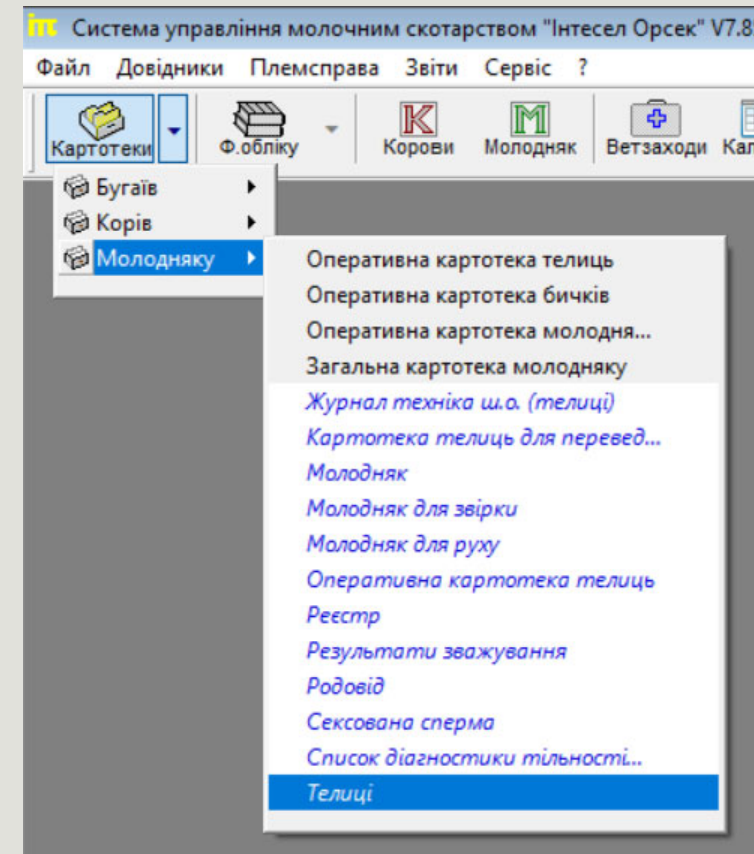 іпс Система управління молочним скотарством "Інтесел Орсек" V7.8
Файл Довідники Племсправа Звіти Сервіс ?
Картотеки Ф.обліку К Корови М Молодняк Ветзаходи Кал
Бугаїв
Корів
Молодняку
Оперативна картотека телиць
Оперативна картотека бичків
Оперативна картотека молодня...
Загальна картотека молодняку
Журнал техніка ш.о. (телиці)
Картотека телиць для перевед...
Молодняк
Молодняк для звірки
Молодняк для руху
Оперативна картотека телиць
Реєстр
Результати зважування
Родовід
Сексована сперма
Список діагностики тільності...
Телиці